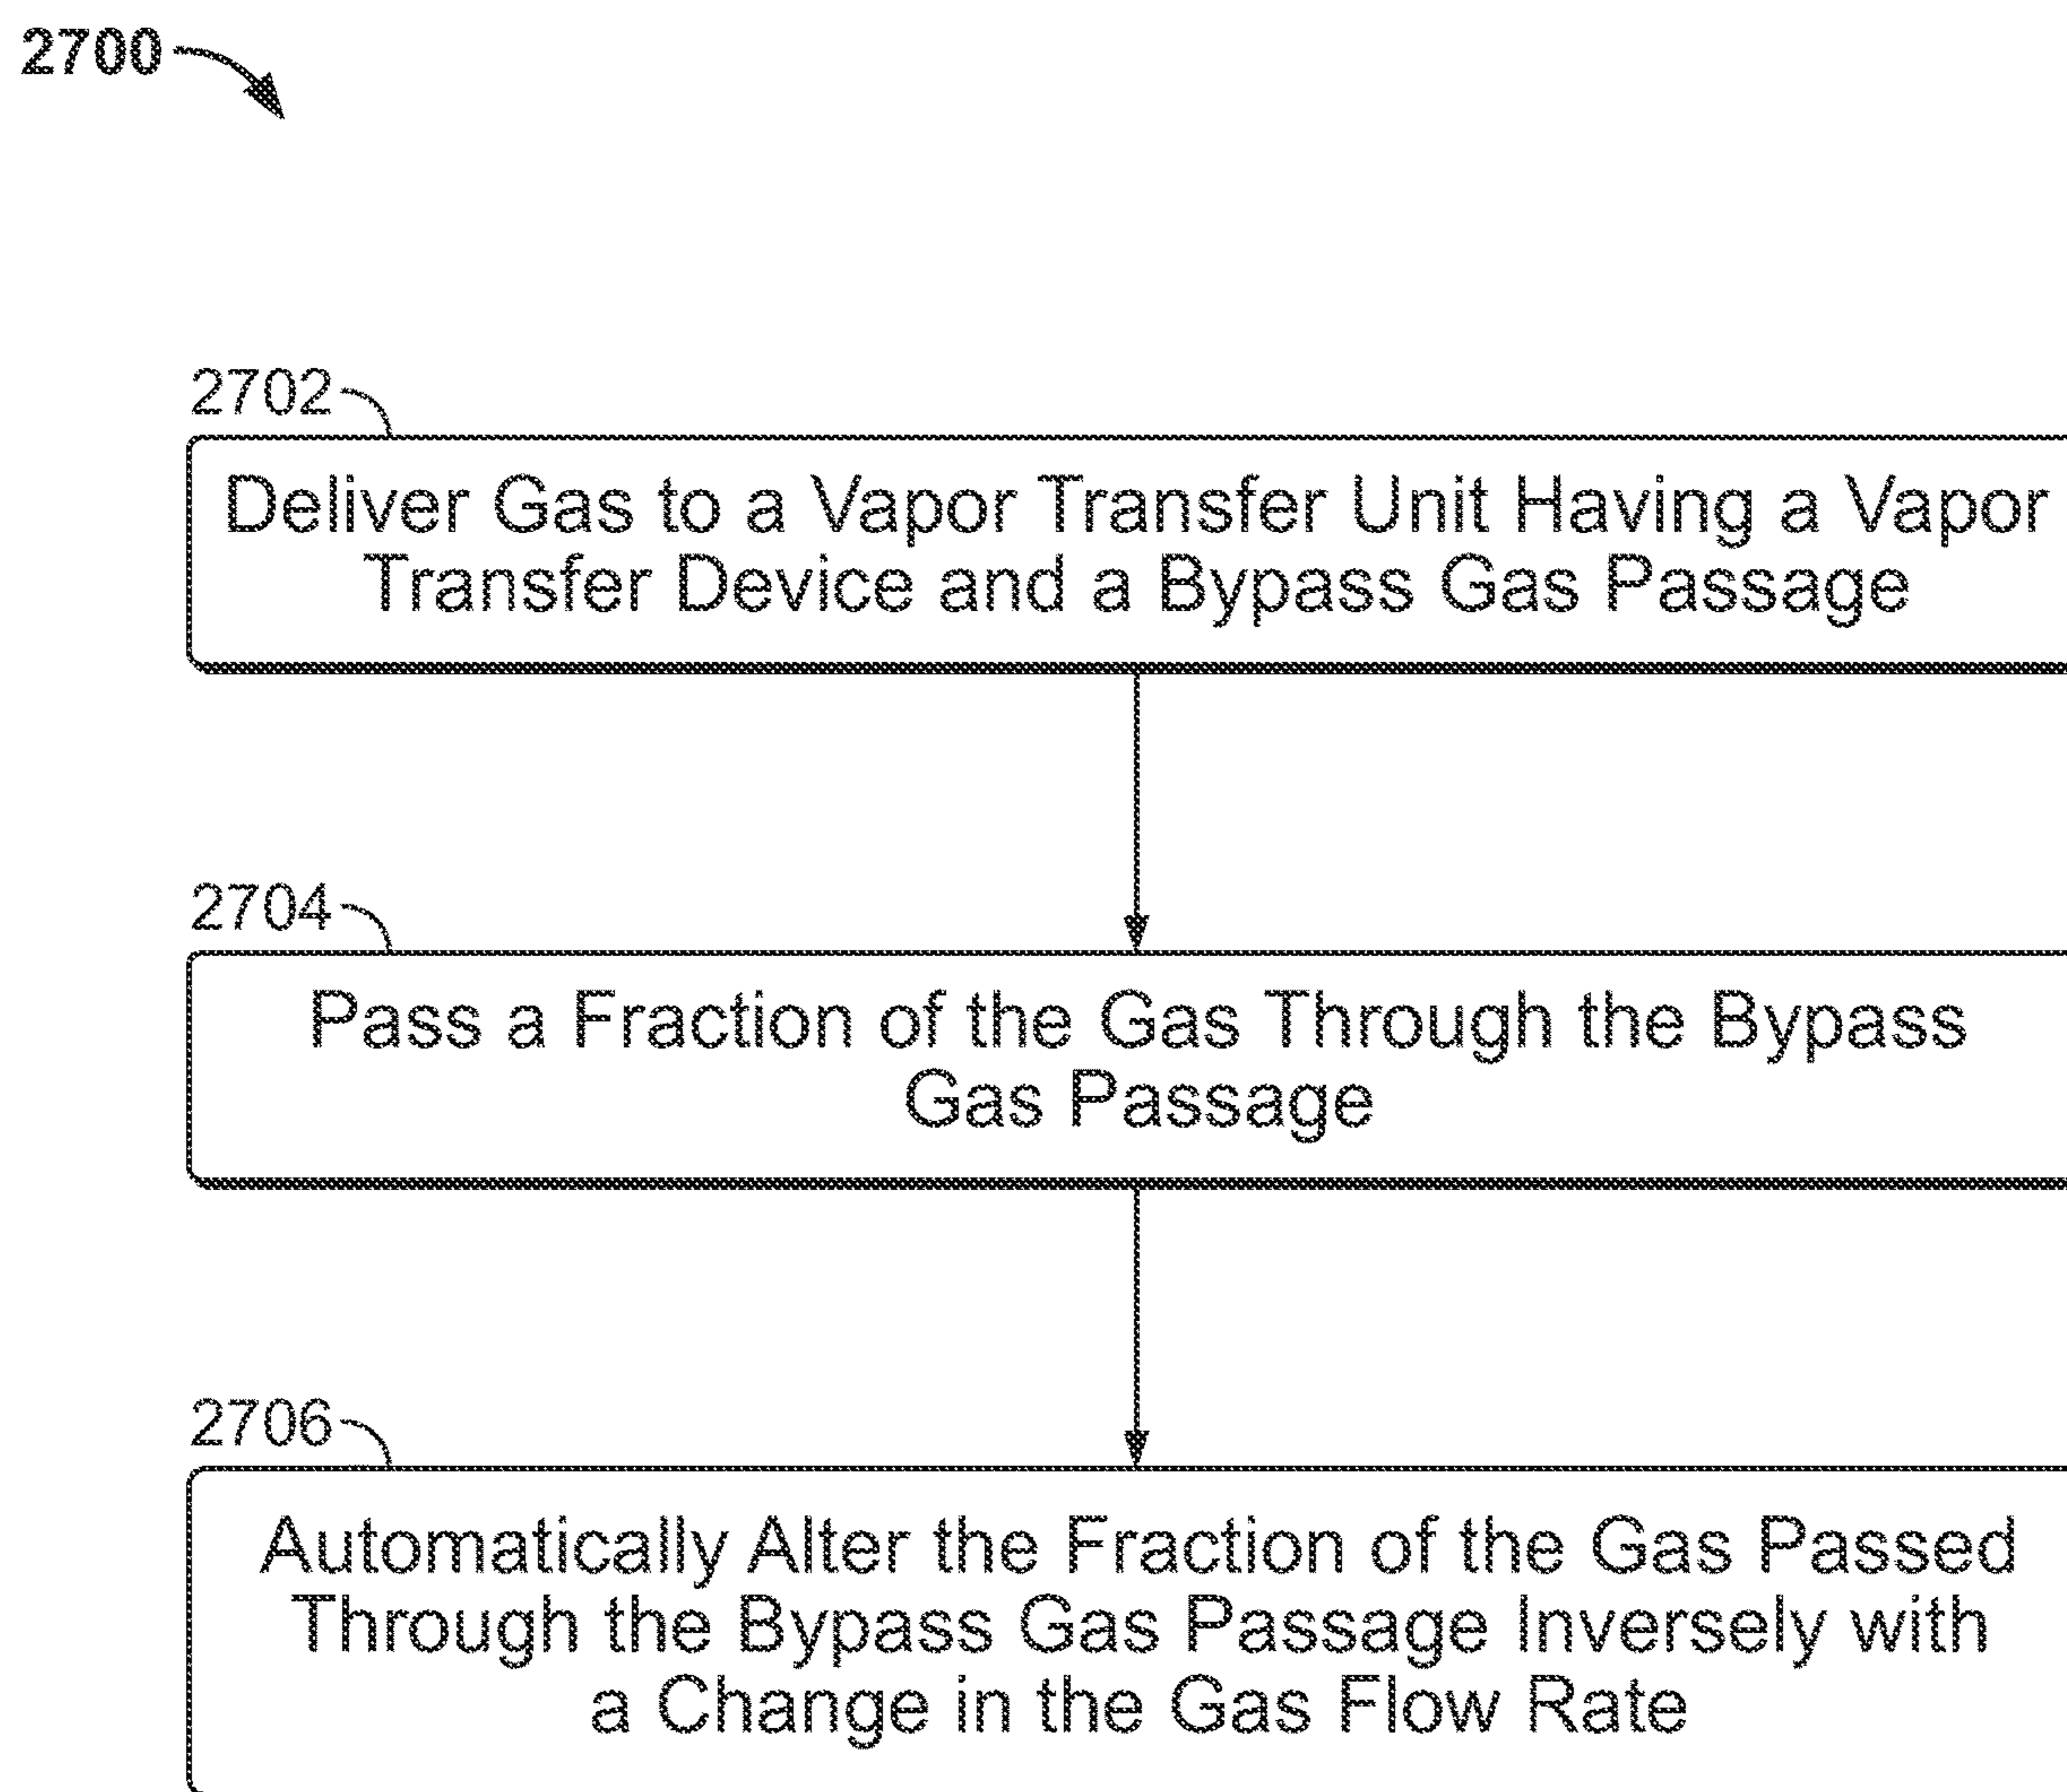 2700
2702
Deliver Gas to a Vapor Transfer Unit Having a Vapor
Transfer Device and a Bypass Gas Passage
2704
Pass a Fraction of the Gas Through the Bypass
Gas Passage
2706
Automatically Alter the Fraction of the Gas Passed
Through the Bypass Gas Passage Inversely with
a Change in the Gas Flow Rate